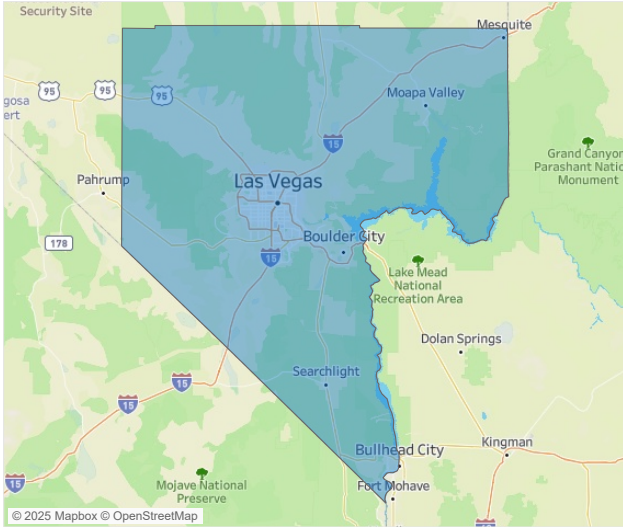 Security Site
Mesquite
95
95
95
gosa
ert
Moapa Valley
15
Grand Canyon
Parashant Natio
Monument
Pahrump
Las Vegas
178
Boulder City
15
Lake Mead
National
Recreation Area
Dolan Springs
Searchlight
15
15
Bullhead City
Kingman
15
Mojave National
Preserve
Fort Mohave
15
© 2025 Mapbox © OpenStreetMap